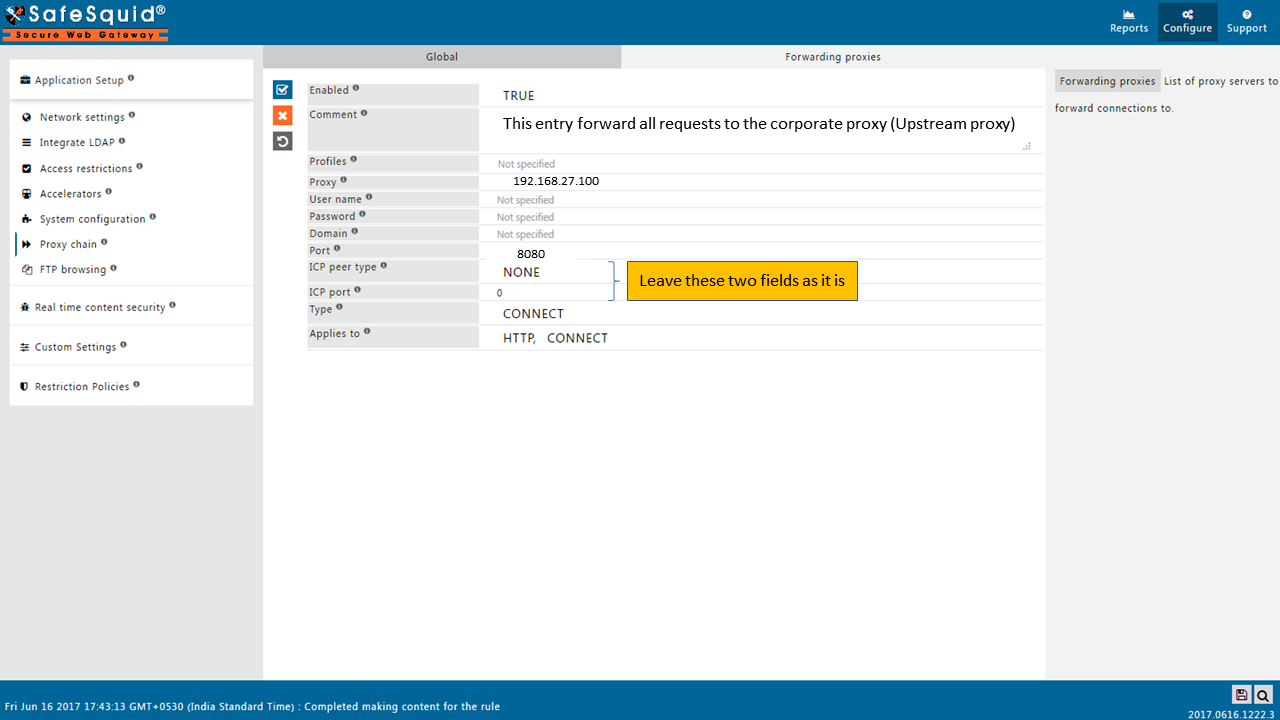 SafeSquid®
Secure Web Gateway
Reports
Configure
Support
Application Setup
Network settings
Integrate LDAP
Access restrictions
Accelerators
System configuration
Proxy chain
FTP browsing
Real time content security
Custom Settings
Restriction Policies
Global
Forwarding proxies
Enabled TRUE
Comment This entry forward all requests to the corporate proxy (Upstream proxy)
Profiles Not specified
Proxy 192.168.27.100
User name Not specified
Password Not specified
Domain Not specified
Port 8080
ICP peer type NONE
ICP port 0
Leave these two fields as it is
Type CONNECT
Applies to HTTP, CONNECT
Forwarding proxies List of proxy servers to
forward connections to.
Fri Jun 16 2017 17:43:13 GMT+0530 (India Standard Time) : Completed making content for the rule
2017.0616.1222.3